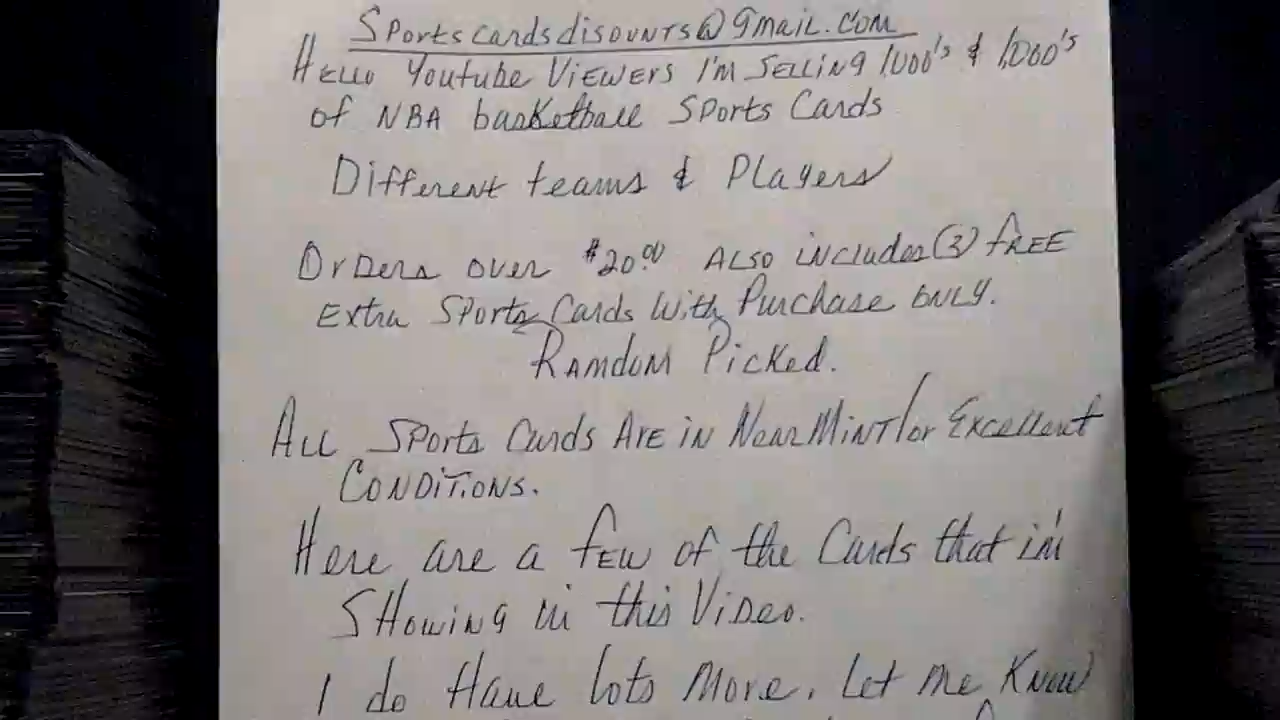 Sportscardsdisounts@gmail.com
Hello Youtube Viewers I'm Selling 1,000's & 1,000's
of NBA basketball Sports Cards
Different teams & Players
Orders over $20.00 Also includes (3) free
Extra Sports Cards With Purchase only.
Ramdom Picked.
All Sports Cards Are in Near Mint/or Excellent
Conditions.
Here are a few of the Cards that i'm
Showing in this Video.
I do Have lots More. Let me Know